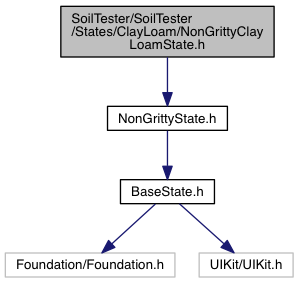 SoilTester/SoilTester
/States/ClayLoam/NonGrittyClay
LoamState.h
NonGrittyState.h
BaseState.h
Foundation/Foundation.h
UIKit/UIKit.h